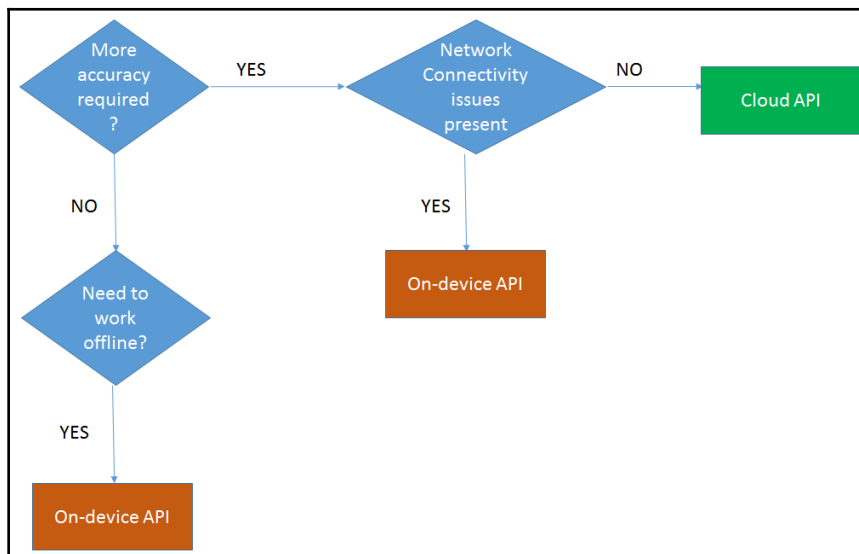 More
accuracy
required
?
YES
Network
Connectivity
issues
present
NO
Cloud API
NO
YES
On-device API
Need to
work
offline?
YES
On-device API